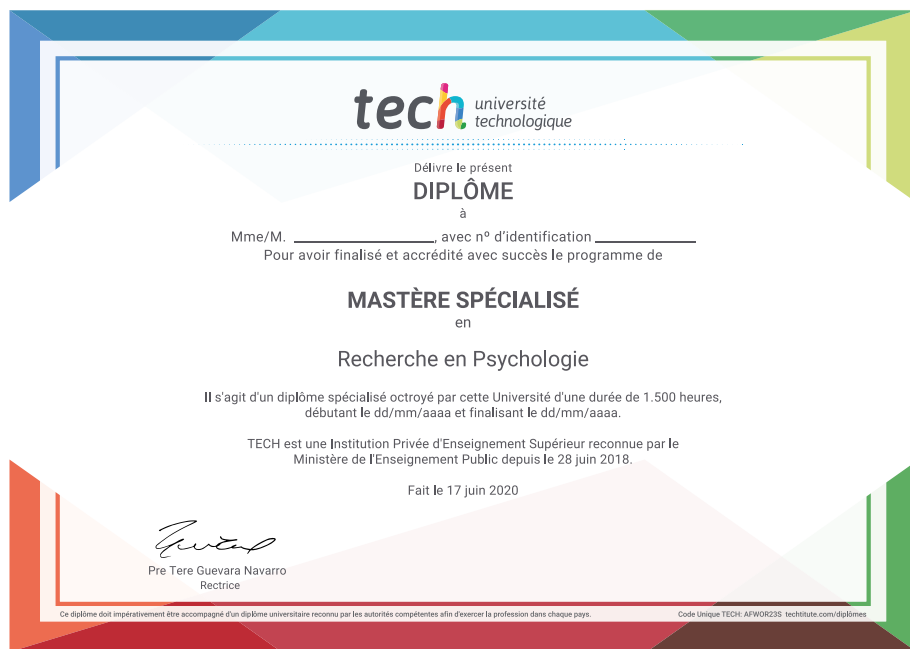 tech université
technologique
Délivre le présent
DIPLÔME
à
Mme/M. ____________________, avec nº d'identification ______________
Pour avoir finalisé et accrédité avec succès le programme de
MASTÈRE SPÉCIALISÉ
en
Recherche en Psychologie
Il s'agit d'un diplôme spécialisé octroyé par cette Université d'une durée de 1.500 heures,
débutant le dd/mm/aaaa et finalisant le dd/mm/aaaa.
TECH est une Institution Privée d'Enseignement Supérieur reconnue par le
Ministère de l'Enseignement Public depuis le 28 juin 2018.
Fait le 17 juin 2020
Pre Tere Guevara Navarro
Rectrice
Ce diplôme doit impérativement être accompagné d'un diplôme universitaire reconnu par les autorités compétentes afin d'exercer la profession dans chaque pays.
Code Unique TECH: AFWOR23S techtitute.com/diplômes